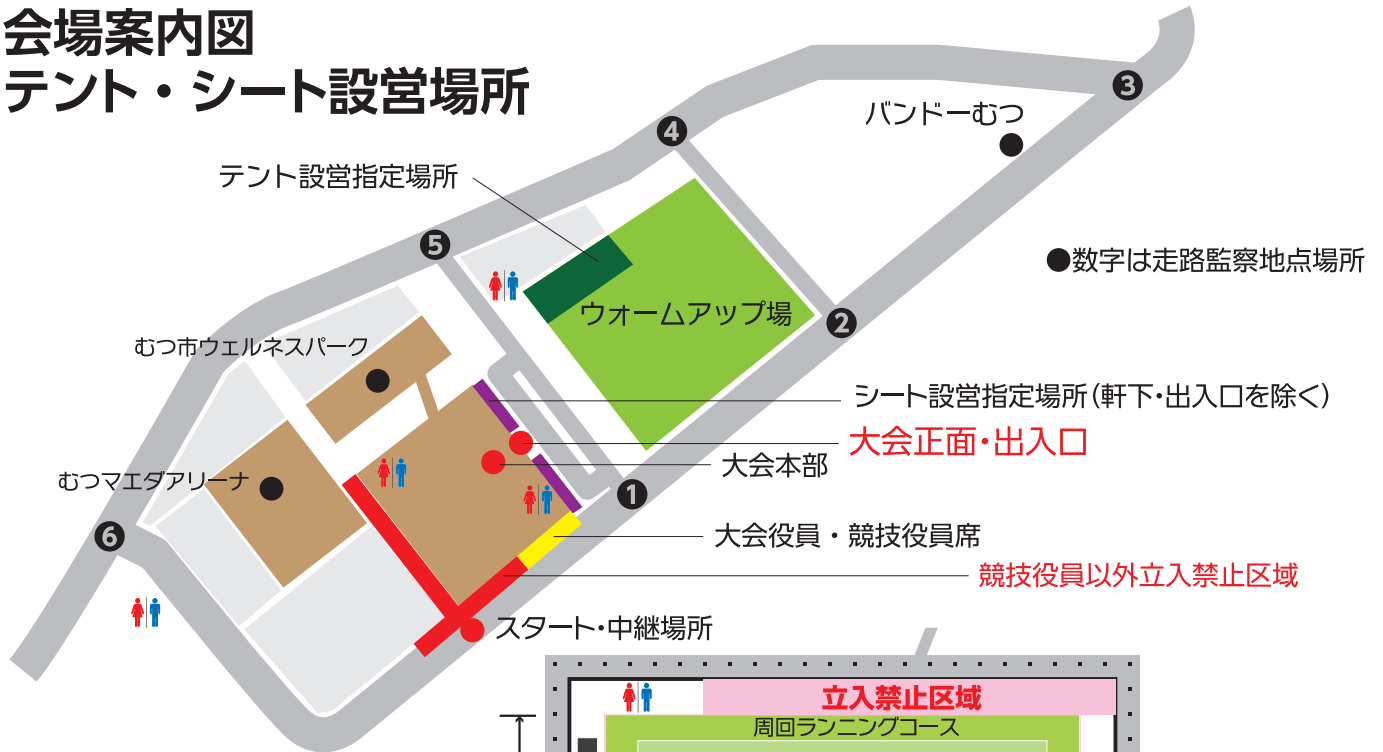 会場案内図
テント・シート設営場所
❸
バンドーむつ
❹
テント設営指定場所
❺
●数字は走路監察地点場所
ウォームアップ場
❷
むつ市ウェルネスパーク
シート設営指定場所（軒下・出入口を除く）
大会正面・出入口
大会本部
むつマエダアリーナ
❶
❻
大会役員・競技役員席
競技役員以外立入禁止区域
スタート・中継場所
立入禁止区域
周回ランニングコース